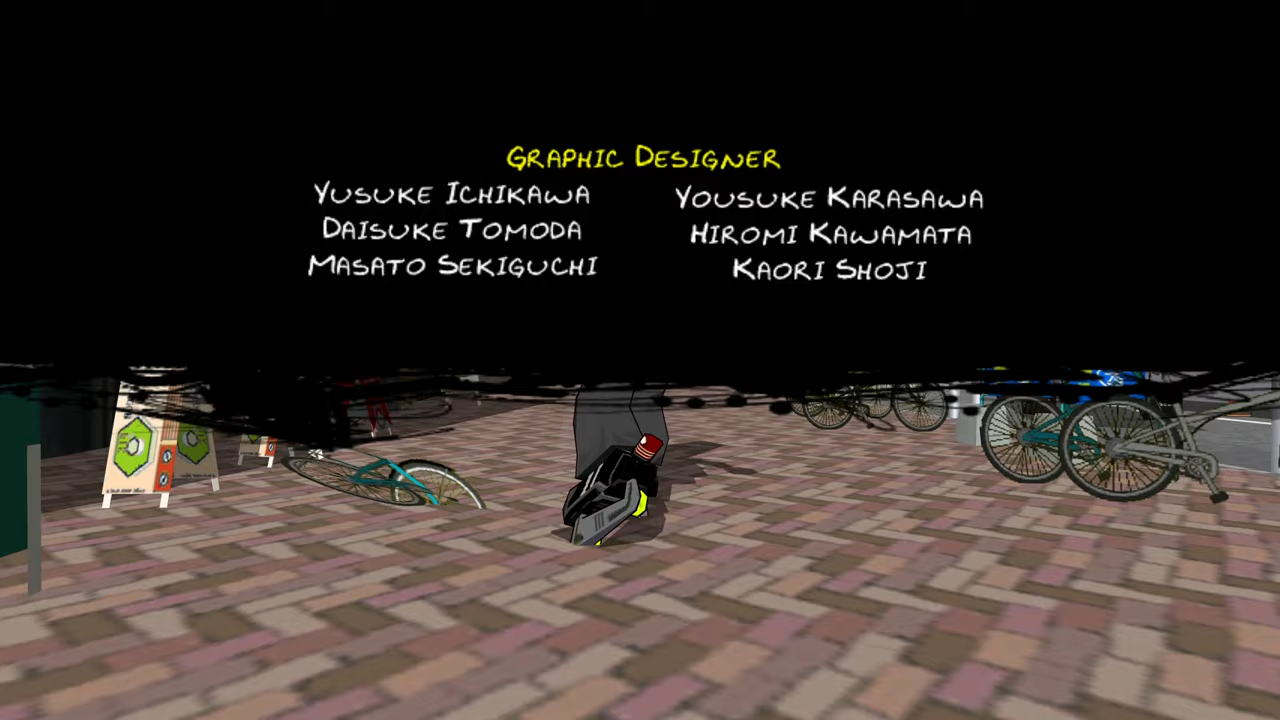 GRAPHIC DESIGNER
YUSUKE ICHIKAWA
DAISUKE TOMODA
MASATO SEKIGUCHI
YOUSUKE KARASAWA
HIROMI KAWAMATA
KAORI SHOJI